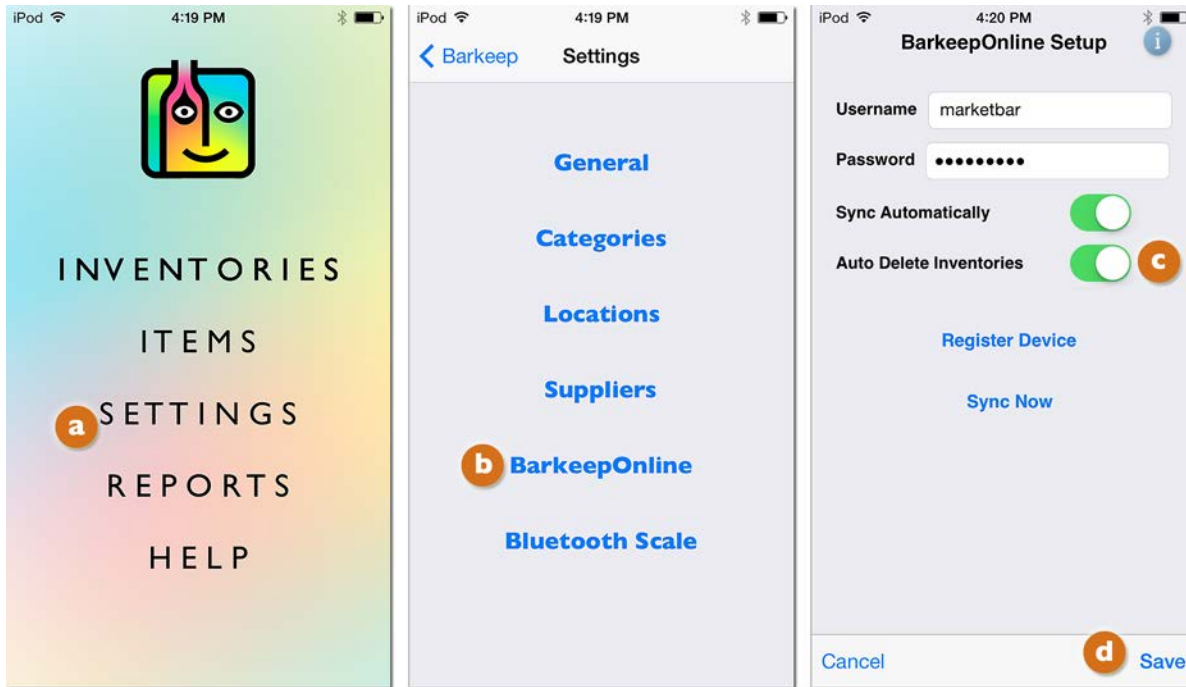 iPod 4:19 PM
INVENTORIES
ITEMS
a SETTINGS
REPORTS
HELP
iPod 4:19 PM
Barkeep Settings
General
Categories
Locations
Suppliers
b BarkeepOnline
Bluetooth Scale
iPod 4:20 PM
BarkeepOnline Setup i
Username marketbar
Password •••••••••
Sync Automatically
Auto Delete Inventories c
Register Device
Sync Now
Cancel d Save